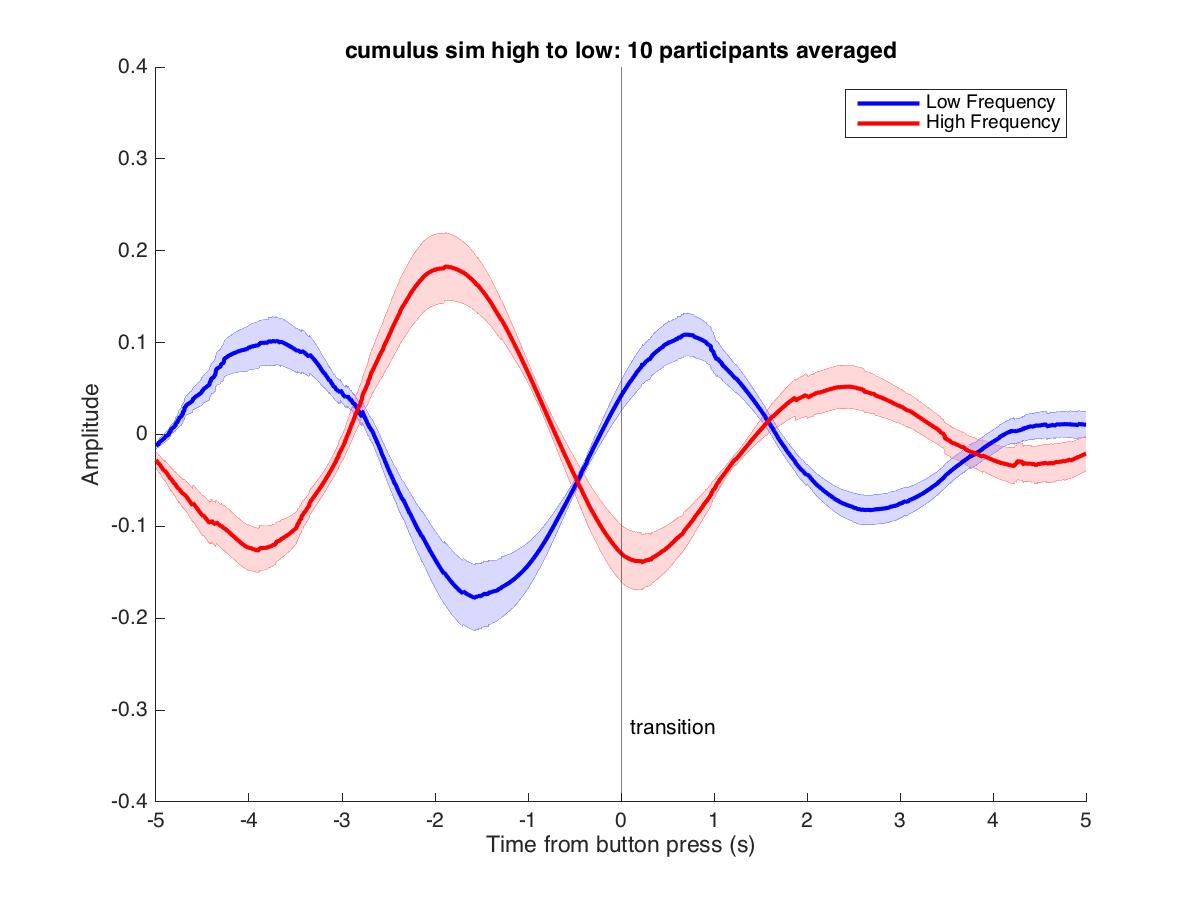 cumulus sim high to low: 10 participants averaged
0.4
0.3
0.2
0.1
0
-0.1
-0.2
-0.3
-0.4
Amplitude
Low Frequency
High Frequency
transition
-5 -4 -3 -2 -1 0 1 2 3 4 5
Time from button press (s)